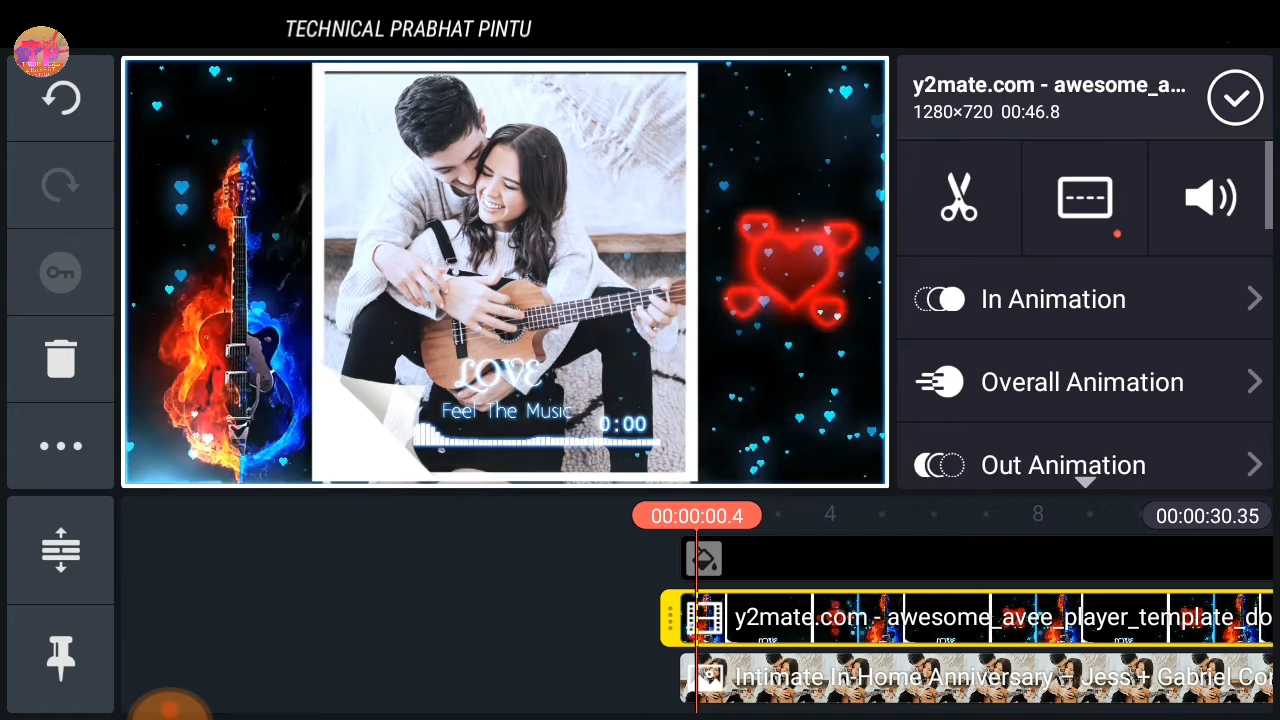 TECHNICAL PRABHAT PINTU
y2mate.com - awesome_a...
1280×720 00:46.8
In Animation
Overall Animation
Out Animation
LOVE
Feel The Music
0:00
00:00:00.4
4
8
00:00:30.35
y2mate.com - awesome_avee_player_template_do
Intimate In-Home Anniversary – Jess + Gabriel Co